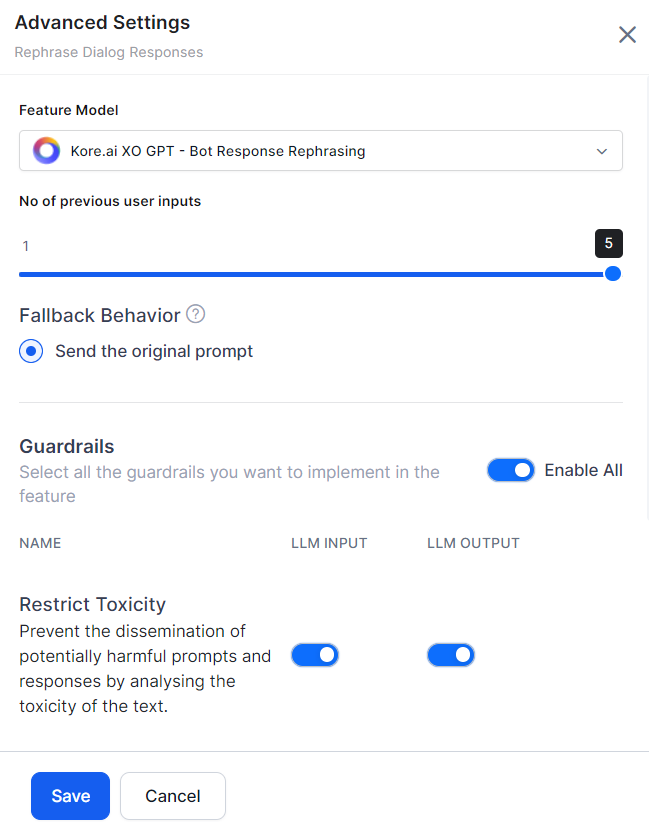 Advanced Settings
Rephrase Dialog Responses
Feature Model
Kore.ai XO GPT - Bot Response Rephrasing
No of previous user inputs
1
5
Fallback Behavior ?
Send the original prompt
Guardrails
Select all the guardrails you want to implement in the
feature
Enable All
NAME LLM INPUT LLM OUTPUT
Restrict Toxicity
Prevent the dissemination of
potentially harmful prompts and
responses by analysing the
toxicity of the text.
Save Cancel